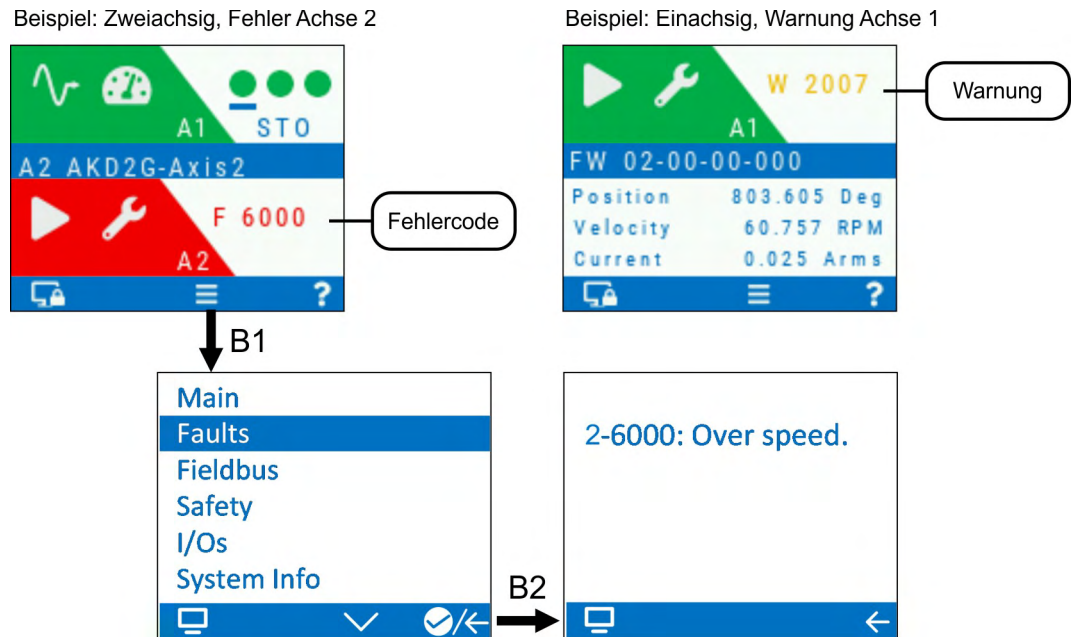 Beispiel: Zweiachsig, Fehler Achse 2
A1
STO
A2 AKD2G-Axis2
F 6000
A2
Fehlercode
?
B1
Beispiel: Einachsig, Warnung Achse 1
W 2007
A1
Warnung
FW 02-00-00-000
Position 803.605 Deg
Velocity 60.757 RPM
Current 0.025 Arms
?
Main
Faults
Fieldbus
Safety
I/Os
System Info
/
B2
2-6000: Over speed.